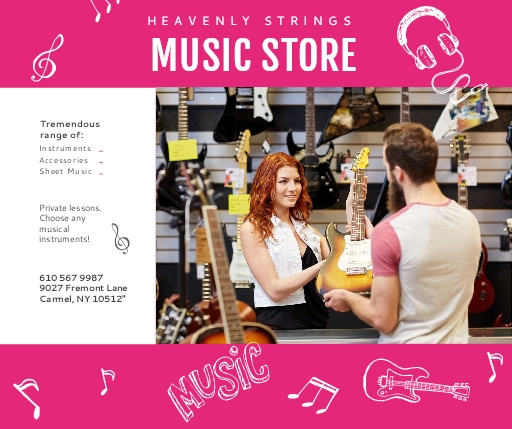 HEAVENLY STRINGS
MUSIC STORE
Tremendous
range of:
Instruments _
Accessories _
Sheet Music _
Private lessons.
Choose any
musical
instruments!
610 567 9987
9027 Fremont Lane
Carmel, NY 10512"
MUSIC